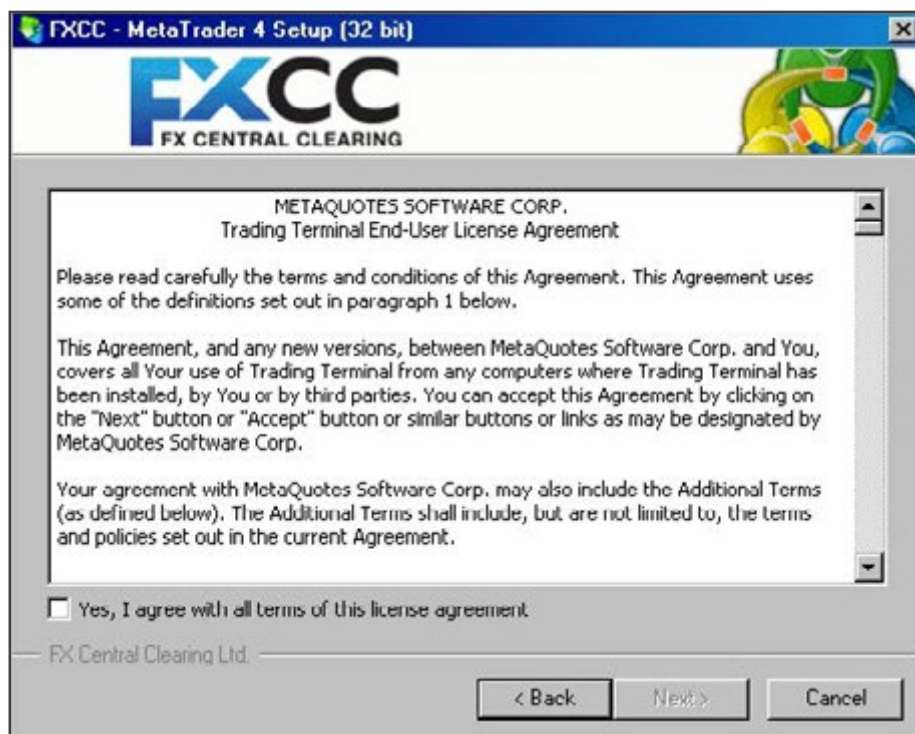 FXCC - MetaTrader 4 Setup (32 bit)
FXCC
FX CENTRAL CLEARING
METAQUOTES SOFTWARE CORP.
Trading Terminal End-User License Agreement
Please read carefully the terms and conditions of this Agreement. This Agreement uses
some of the definitions set out in paragraph 1 below.
This Agreement, and any new versions, between MetaQuotes Software Corp. and You,
covers all Your use of Trading Terminal from any computers where Trading Terminal has
been installed, by You or by third parties. You can accept this Agreement by clicking on
the "Next" button or "Accept" button or similar buttons or links as may be designated by
MetaQuotes Software Corp.
Your agreement with MetaQuotes Software Corp. may also include the Additional Terms
(as defined below). The Additional Terms shall include, but are not limited to, the terms
and policies set out in the current Agreement.
Yes, I agree with all terms of this license agreement
FX Central Clearing Ltd.
< Back Next > Cancel